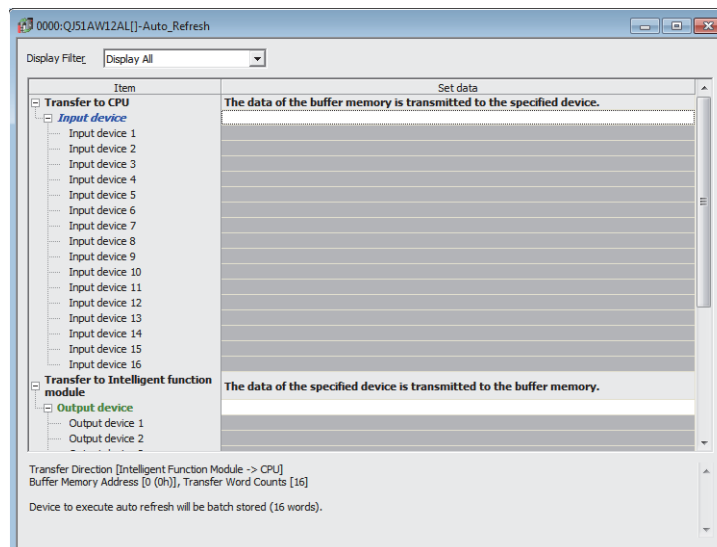 0000:QJ51AW12AL[]-Auto_Refresh
Display Filter Display All
Item Set data
Transfer to CPU The data of the buffer memory is transmitted to the specified device.
Input device
Input device 1
Input device 2
Input device 3
Input device 4
Input device 5
Input device 6
Input device 7
Input device 8
Input device 9
Input device 10
Input device 11
Input device 12
Input device 13
Input device 14
Input device 15
Input device 16
Transfer to Intelligent function
module
The data of the specified device is transmitted to the buffer memory.
Output device
Output device 1
Output device 2
Transfer Direction [Intelligent Function Module -> CPU]
Buffer Memory Address [0 (0h)], Transfer Word Counts [16]
Device to execute auto refresh will be batch stored (16 words).